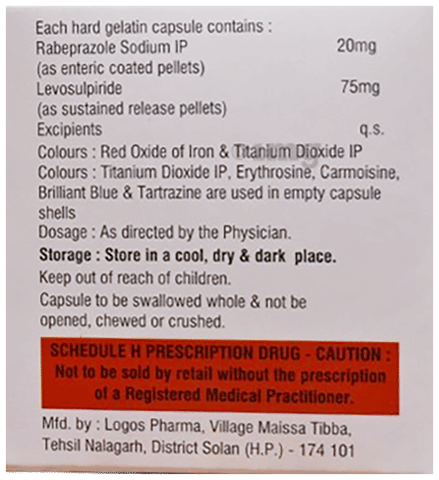 Each hard gelatin capsule contains :
Rabeprazole Sodium IP 20mg
(as enteric coated pellets)
Levosulpiride 75mg
(as sustained release pellets)
Excipients q.s.
Colours : Red Oxide of Iron & Titanium Dioxide IP
Colours : Titanium Dioxide IP, Erythrosine, Carmoisine,
Brilliant Blue & Tartrazine are used in empty capsule
shells
Dosage : As directed by the Physician.
Storage : Store in a cool, dry & dark place.
Keep out of reach of children.
Capsule to be swallowed whole & not be
opened, chewed or crushed.
SCHEDULE H PRESCRIPTION DRUG - CAUTION :
Not to be sold by retail without the prescription
of a Registered Medical Practitioner.
Mfd. by : Logos Pharma, Village Maissa Tibba,
Tehsil Nalagarh, District Solan (H.P.) - 174 101